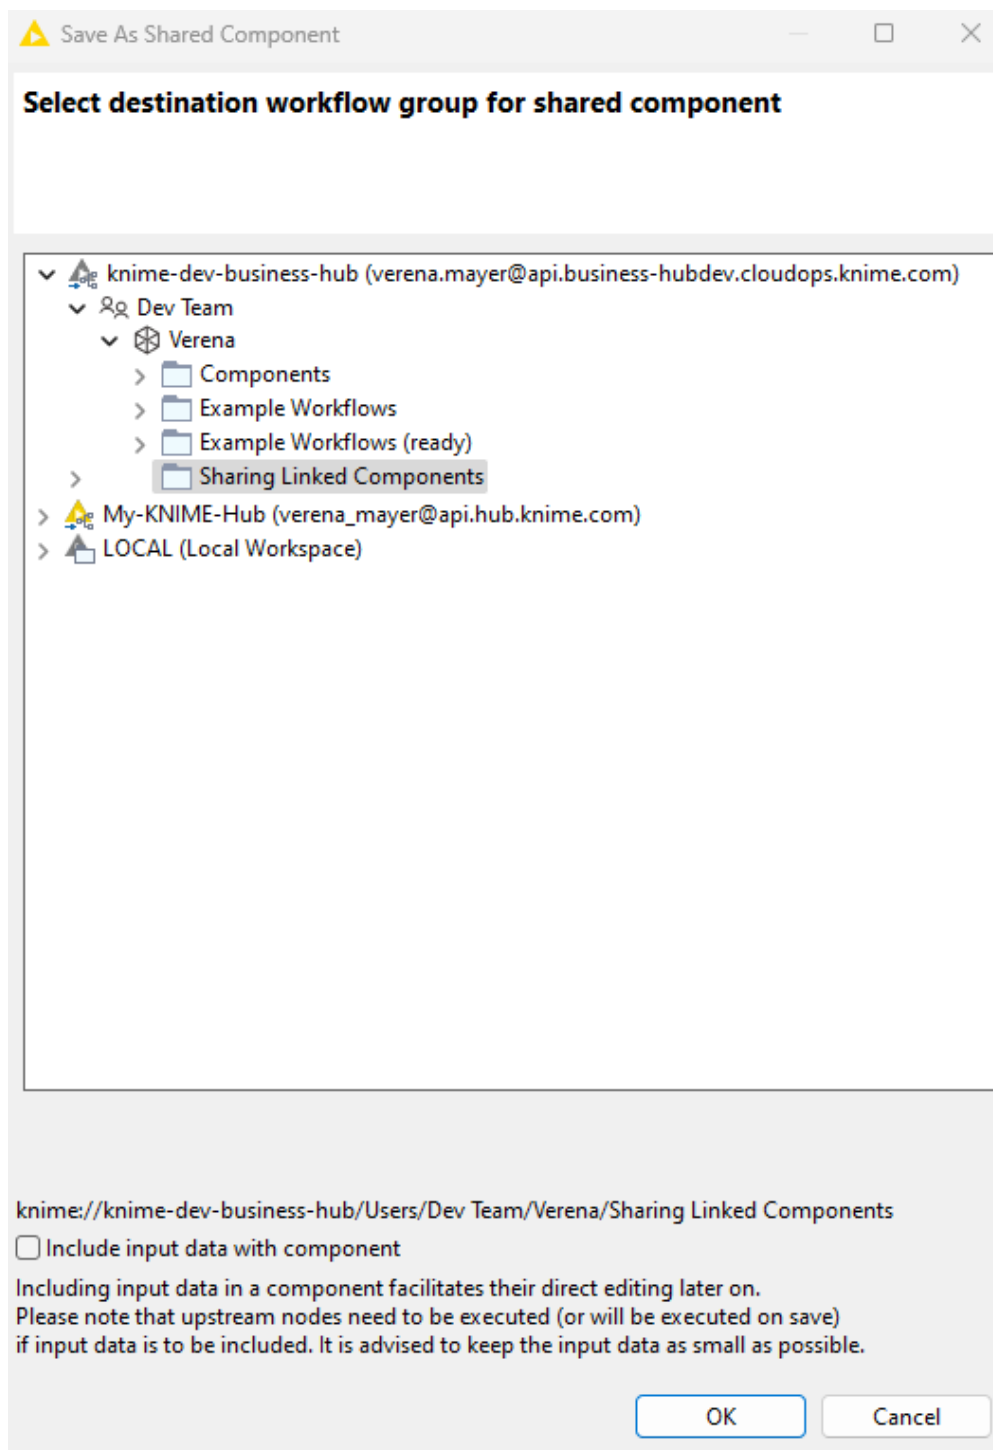 Save As Shared Component
Select destination workflow group for shared component
knime-dev-business-hub (verena.mayer@api.business-hubdev.cloudops.knime.com)
Dev Team
Verena
Components
Example Workflows
Example Workflows (ready)
Sharing Linked Components
My-KNIME-Hub (verena_mayer@api.hub.knime.com)
LOCAL (Local Workspace)
knime://knime-dev-business-hub/Users/Dev Team/Verena/Sharing Linked Components
Include input data with component
Including input data in a component facilitates their direct editing later on.
Please note that upstream nodes need to be executed (or will be executed on save)
if input data is to be included. It is advised to keep the input data as small as possible.
OK Cancel